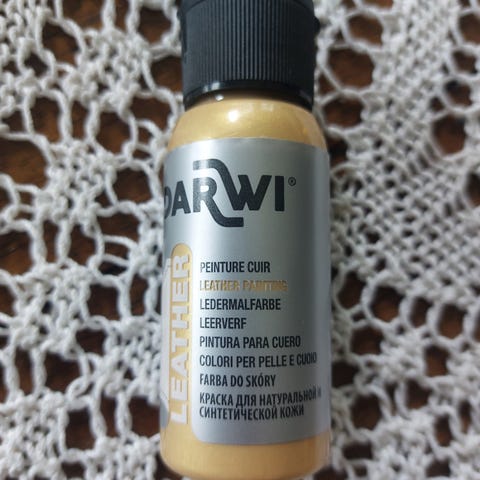 DARWI®
LEATHER
PEINTURE CUIR
LEATHER PAINTING
LEDERMALFARBE
LEERVERF
PINTURA PARA CUERO
COLORI PER PELLE E CUOIO
FARBA DO SKÓRY
КРАСКА ДЛЯ НАТУРАЛЬНОЙ И
СИНТЕТИЧЕСКОЙ КОЖИ